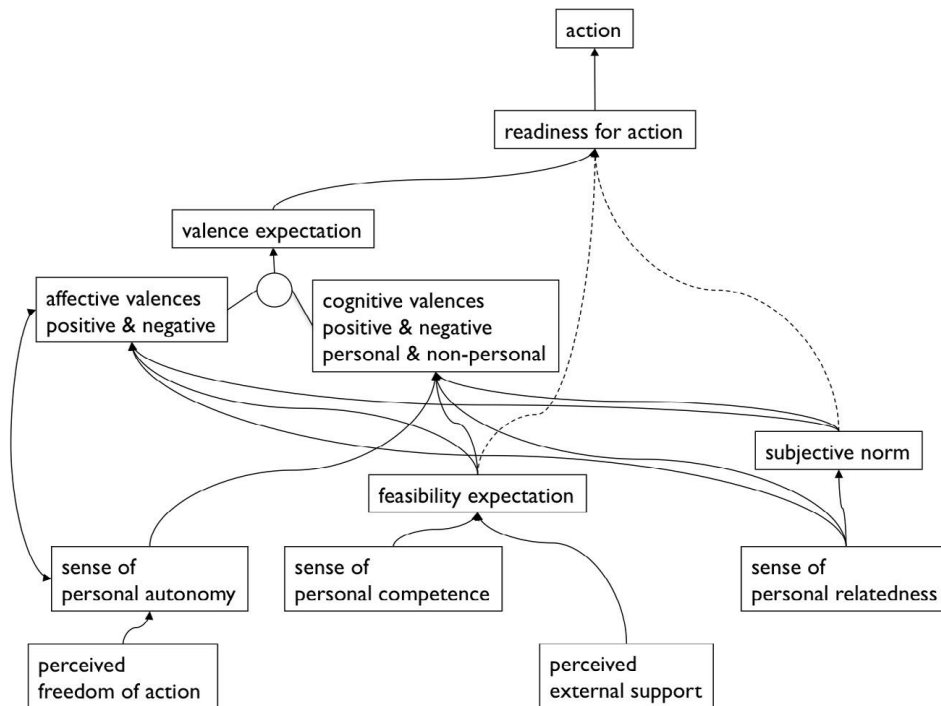 action
readiness for action
valence expectation
affective valences
positive & negative
cognitive valences
positive & negative
personal & non-personal
subjective norm
feasibility expectation
sense of
personal autonomy
sense of
personal competence
sense of
personal relatedness
perceived
freedom of action
perceived
external support